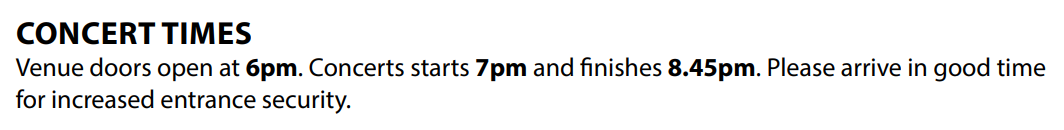 CONCERT TIMES
Venue doors open at 6pm. Concerts starts 7pm and finishes 8.45pm. Please arrive in good time
for increased entrance security.